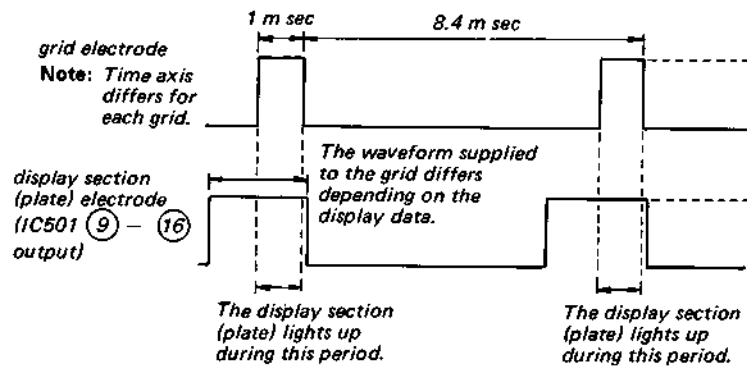 1 m sec
8.4 m sec
grid electrode
Note: Time axis
differs for
each grid.
The waveform supplied
to the grid differs
depending on the
display data.
display section
(plate) electrode
(IC501 ⑨ – ⑯
output)
The display section
(plate) lights up
during this period.
The display section
(plate) lights up
during this period.